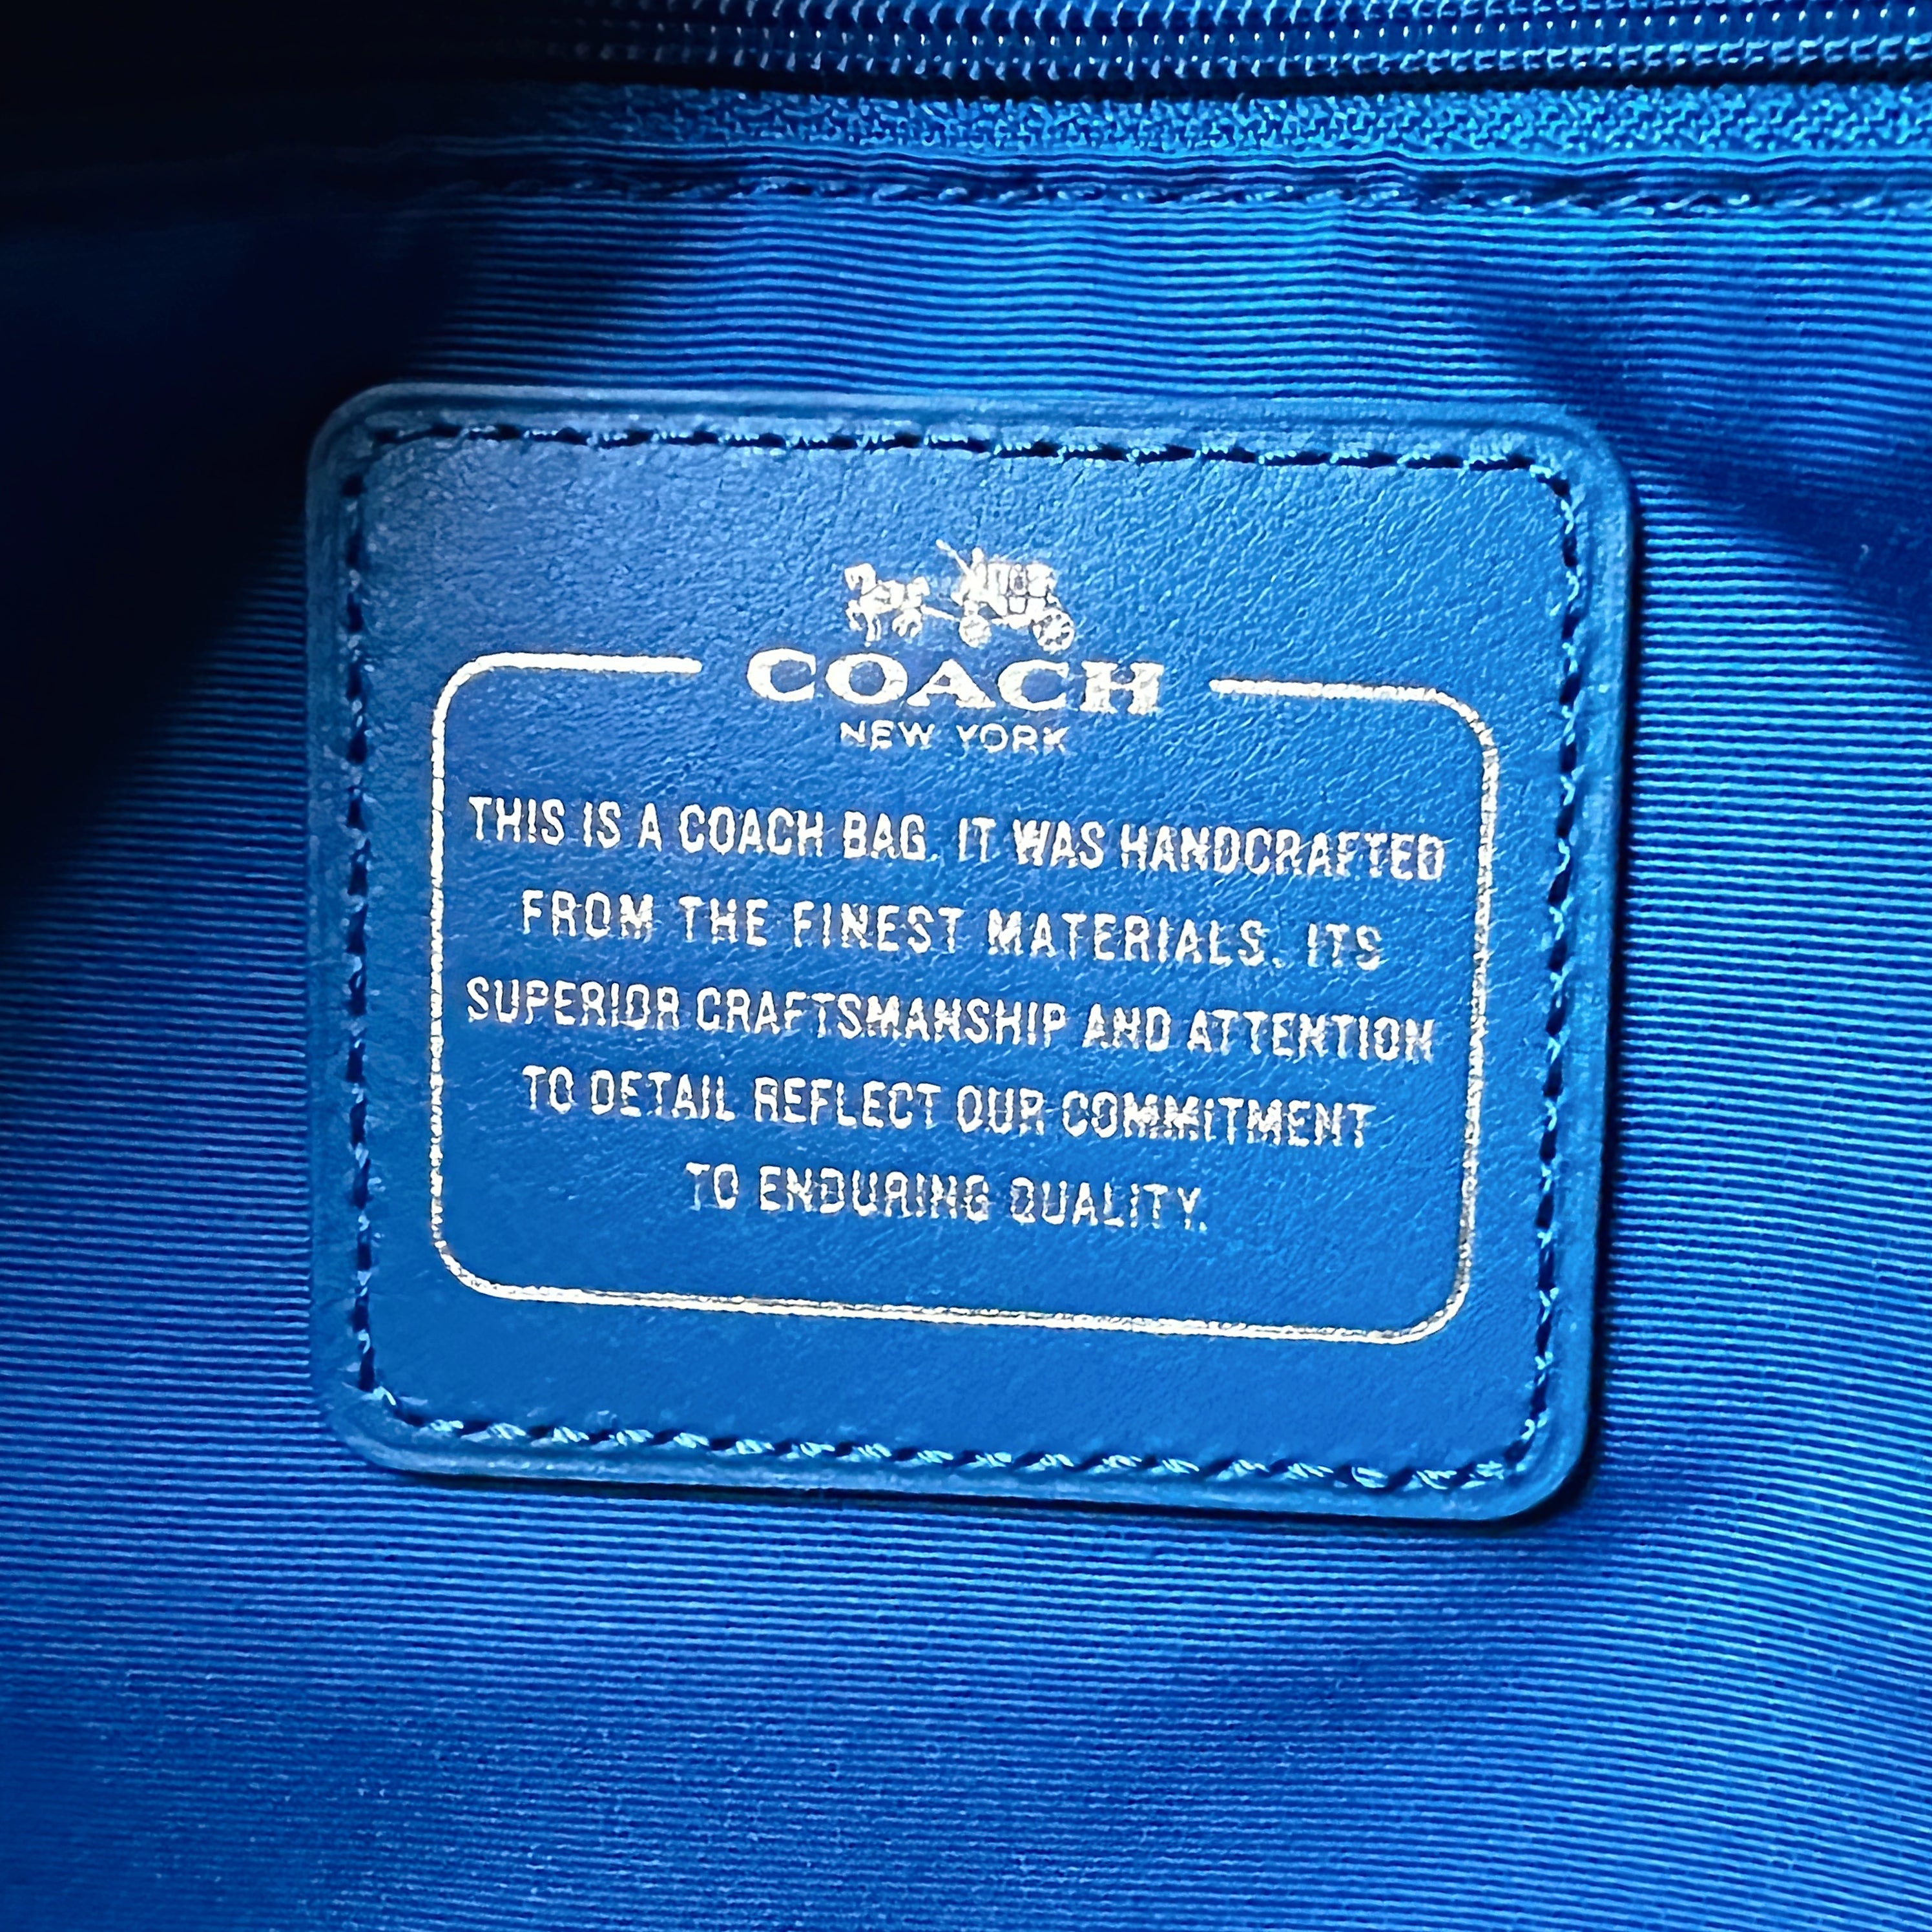 COACH
NEW YORK
THIS IS A COACH BAG. IT WAS HANDCRAFTED
FROM THE FINEST MATERIALS. ITS
SUPERIOR CRAFTSMANSHIP AND ATTENTION
TO DETAIL REFLECT OUR COMMITMENT
TO ENDURING QUALITY.